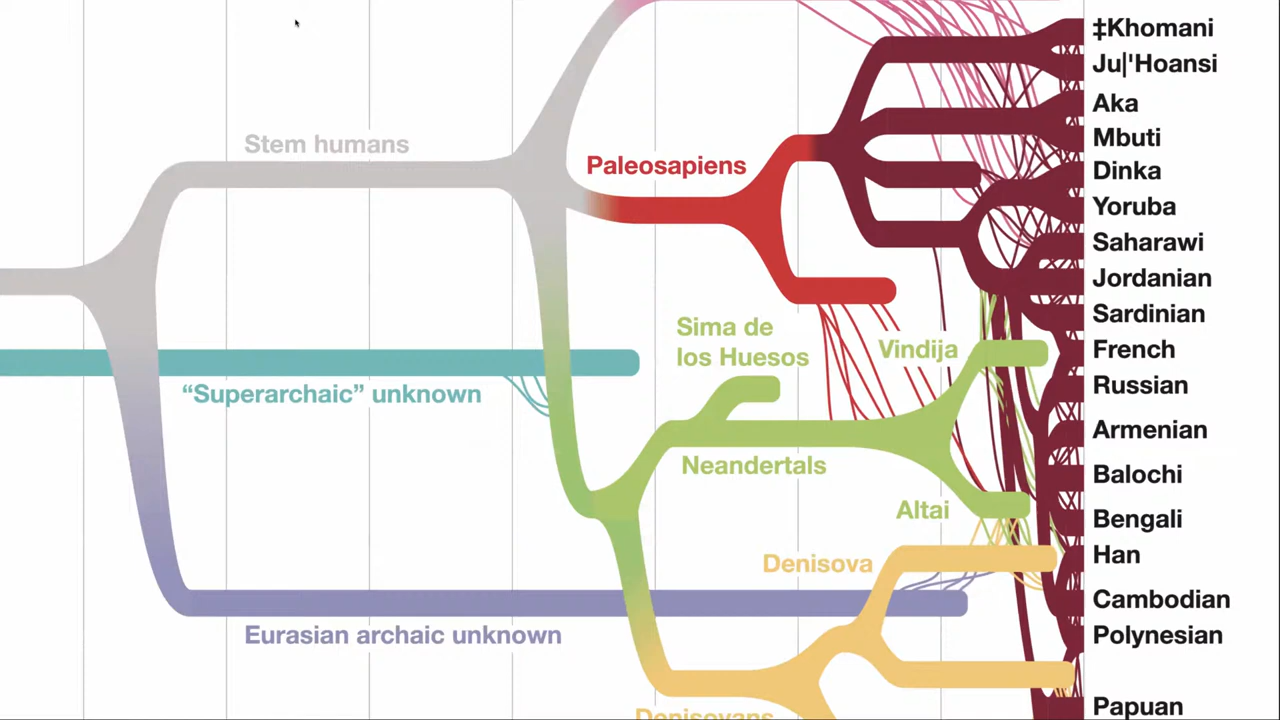 Stem humans
Paleosapiens
“Superarchaic” unknown
Sima de
los Huesos
Vindija
Neandertals
Altai
Denisova
Eurasian archaic unknown
Denisovans
‡Khomani
Ju|'Hoansi
Aka
Mbuti
Dinka
Yoruba
Saharawi
Jordanian
Sardinian
French
Russian
Armenian
Balochi
Bengali
Han
Cambodian
Polynesian
Papuan